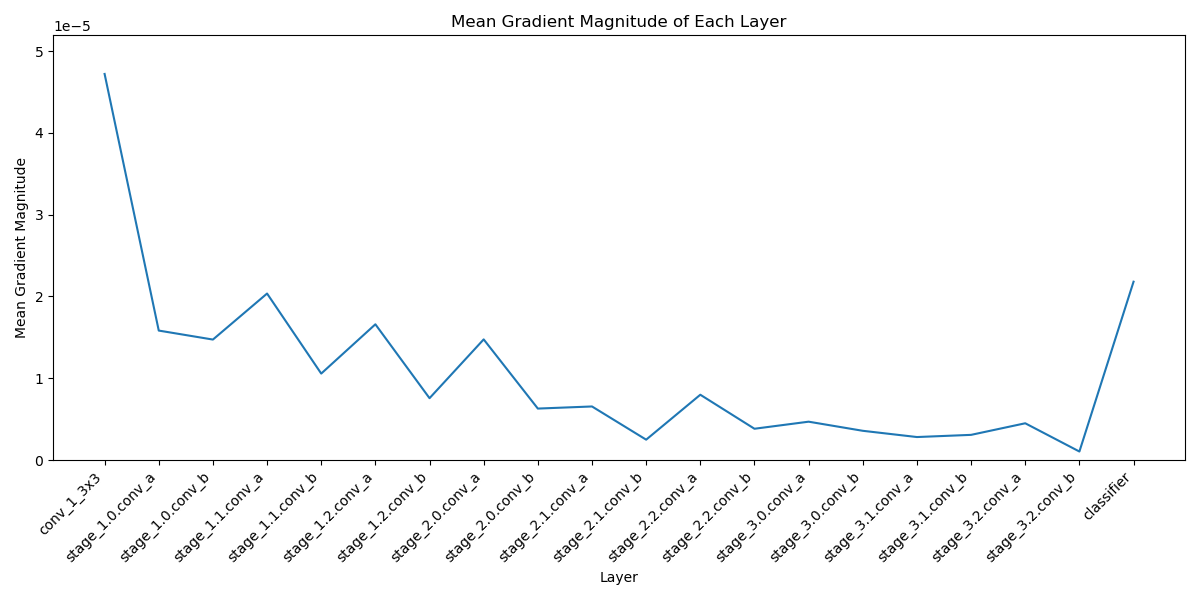 Mean Gradient Magnitude of Each Layer
1e−5
5
4
3
2
1
0
Mean Gradient Magnitude
conv_1_3x3
stage_1.0.conv_a
stage_1.0.conv_b
stage_1.1.conv_a
stage_1.1.conv_b
stage_1.2.conv_a
stage_1.2.conv_b
stage_2.0.conv_a
stage_2.0.conv_b
stage_2.1.conv_a
stage_2.1.conv_b
stage_2.2.conv_a
stage_2.2.conv_b
stage_3.0.conv_a
stage_3.0.conv_b
stage_3.1.conv_a
stage_3.1.conv_b
stage_3.2.conv_a
stage_3.2.conv_b
classifier
Layer